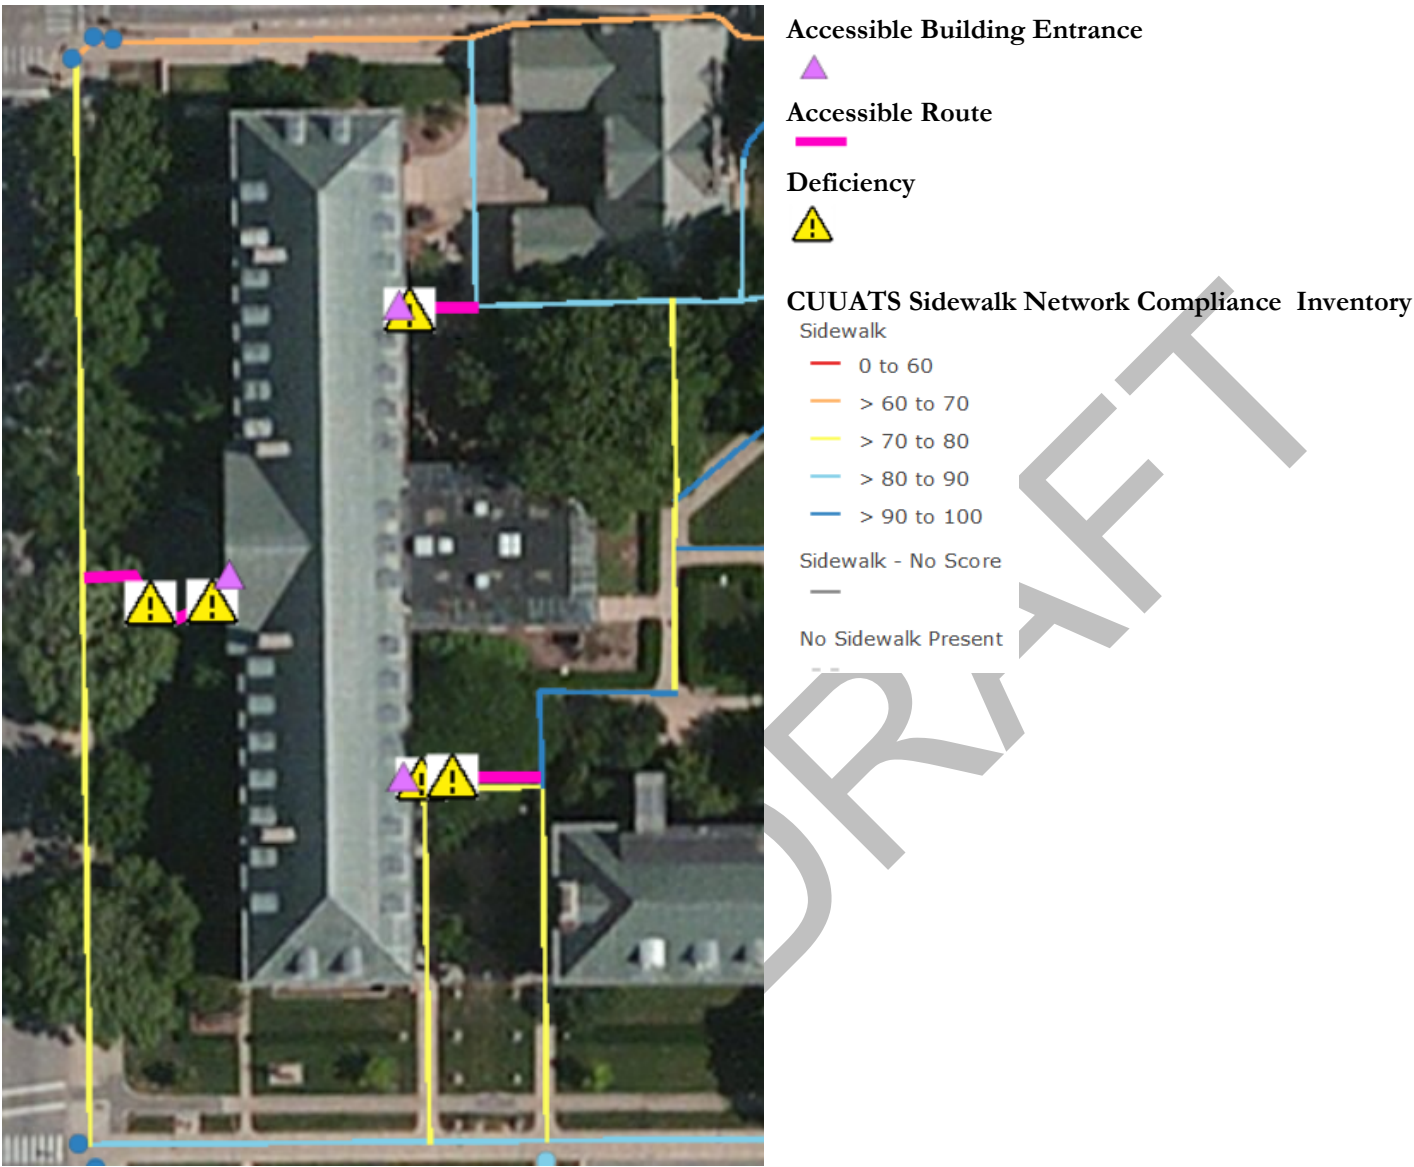 Accessible Building Entrance
Accessible Route
Deficiency
CUUATS Sidewalk Network Compliance Inventory
Sidewalk
0 to 60
> 60 to 70
> 70 to 80
> 80 to 90
> 90 to 100
Sidewalk - No Score
No Sidewalk Present
DRAFT